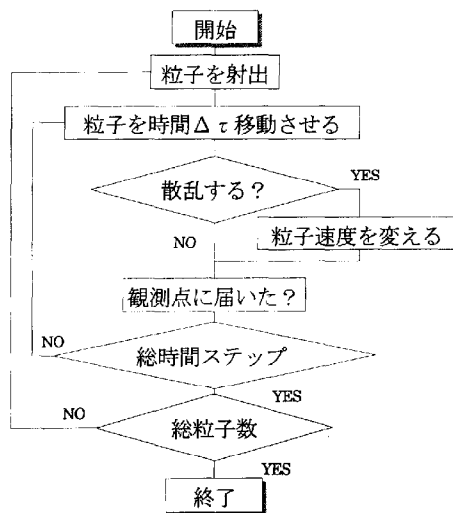 開始
粒子を射出
粒子を時間Δτ移動させる
散乱する?
YES
NO
粒子速度を変える
観測点に届いた?
NO
総時間ステップ
YES
NO
総粒子数
YES
終了